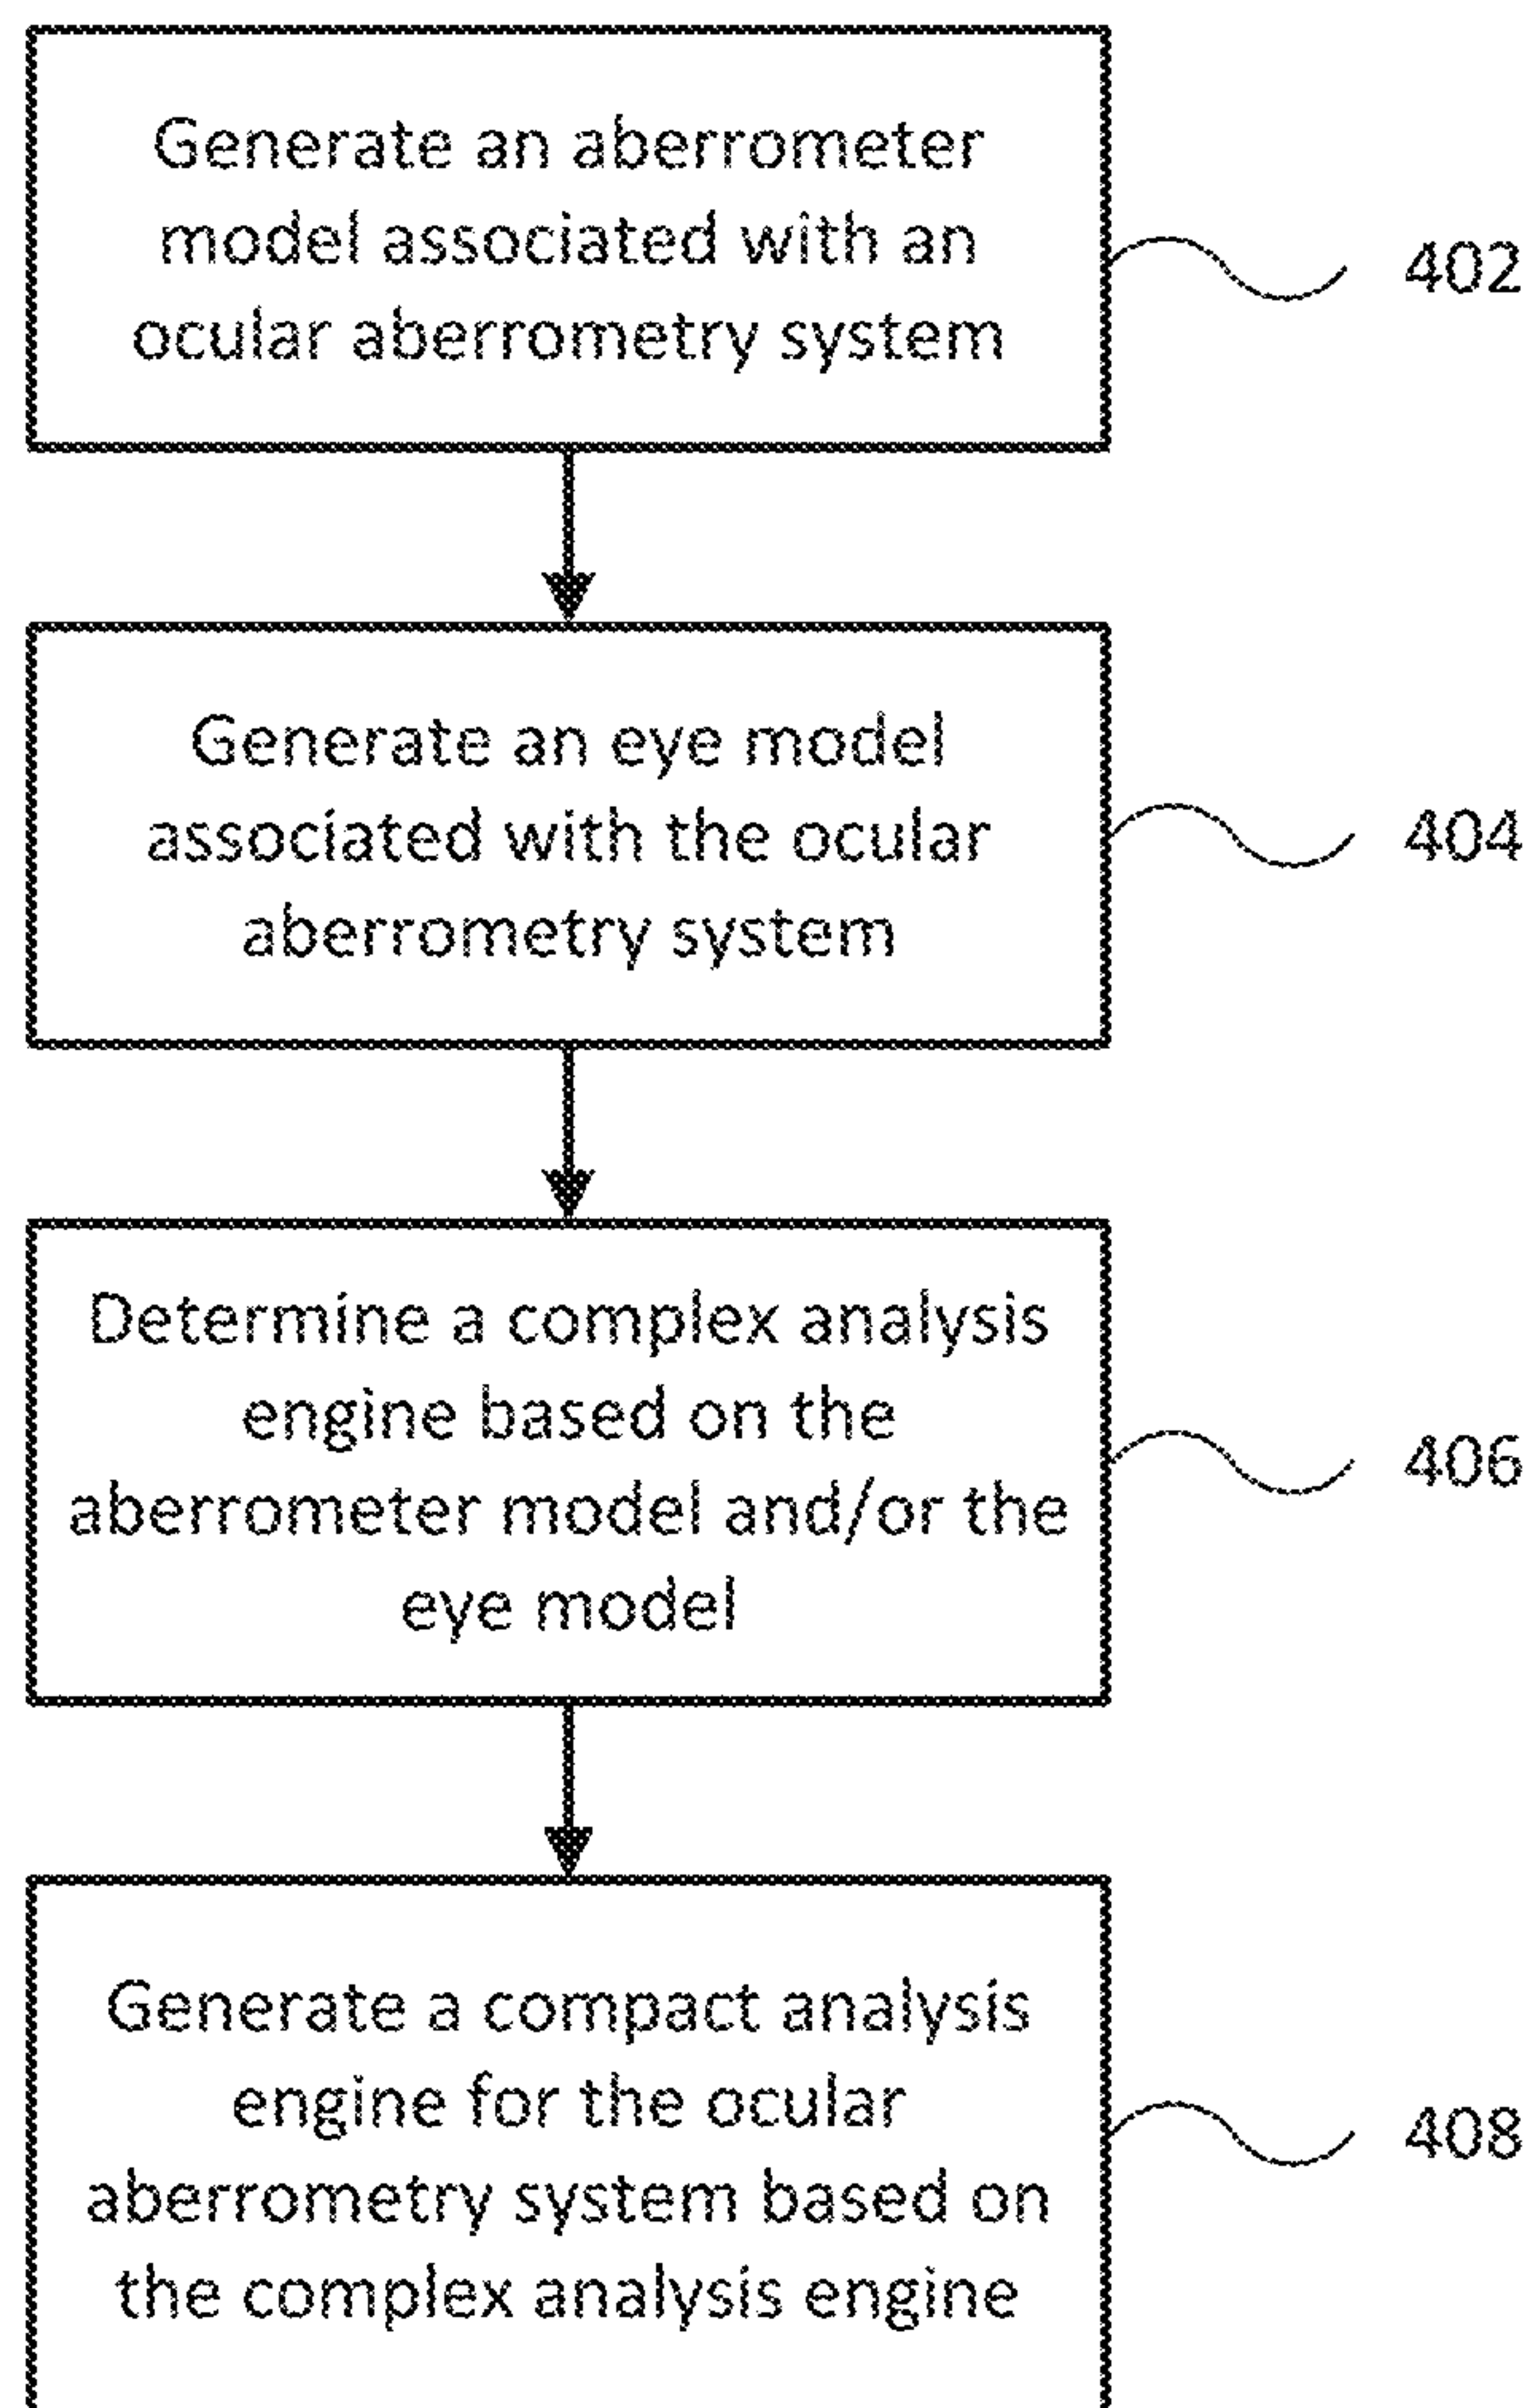 Generate an aberrometer
model associated with an
ocular aberrometry system
402
Generate an eye model
associated with the ocular
aberrometry system
404
Determine a complex analysis
engine based on the
aberrometer model and/or the
eye model
406
Generate a compact analysis
engine for the ocular
aberrometry system based on
the complex analysis engine
408